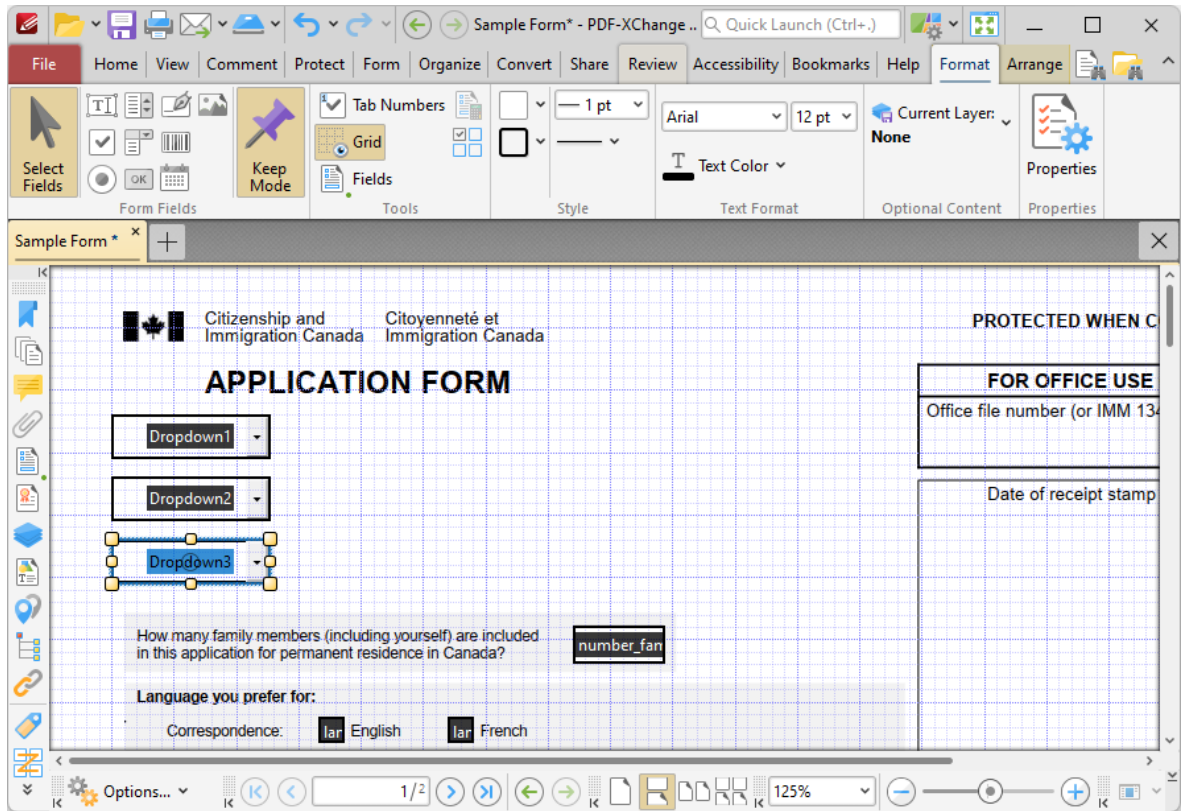 Sample Form* - PDF-XChange ..
Quick Launch (Ctrl+.)
File
Home
View
Comment
Protect
Form
Organize
Convert
Share
Review
Accessibility
Bookmarks
Help
Format
Arrange
Select Fields
OK
Keep Mode
Form Fields
Tab Numbers
Grid
Fields
Tools
1 pt
Style
Arial
12 pt
Text Color
Text Format
Current Layer:
None
Optional Content
Properties
Properties
Sample Form *
Citizenship and
Immigration Canada
Citoyenneté et
Immigration Canada
PROTECTED WHEN C
APPLICATION FORM
FOR OFFICE USE
Office file number (or IMM 134
Date of receipt stamp
Dropdown1
Dropdown2
Dropdown3
How many family members (including yourself) are included
in this application for permanent residence in Canada?
number_fan
Language you prefer for:
Correspondence:
lar
English
lar
French
Options...
1/2
125%